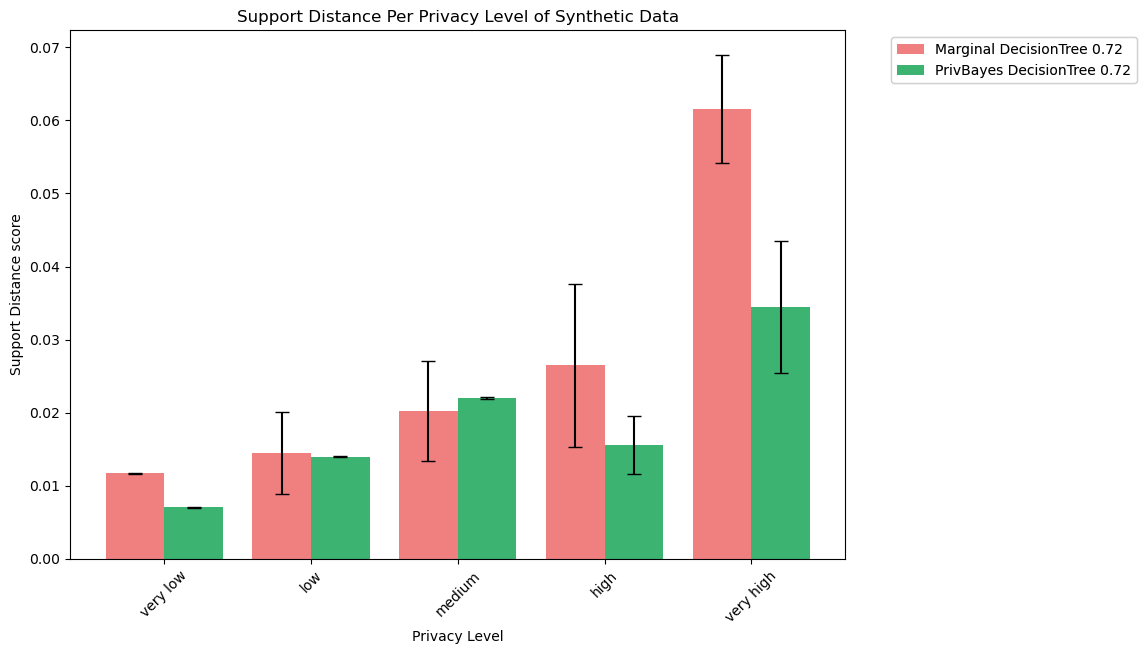 Support Distance Per Privacy Level of Synthetic Data
Marginal DecisionTree 0.72
PrivBayes DecisionTree 0.72
Support Distance score
0.07
0.06
0.05
0.04
0.03
0.02
0.01
0.00
very low
low
medium
high
very high
Privacy Level